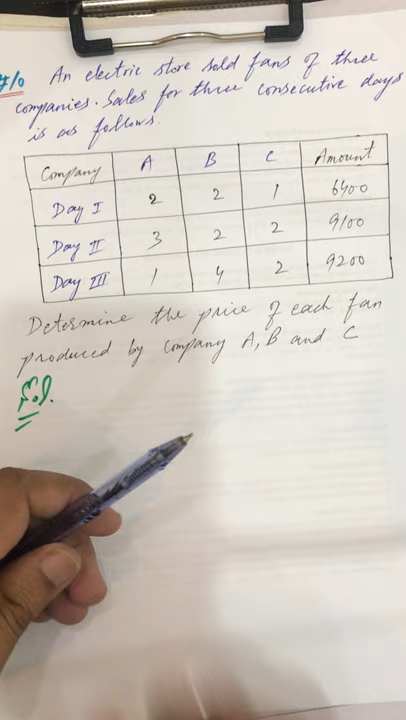 An electric store sold fans of three
companies. Sales for three consecutive days
is as follows.
Company A B C Amount
Day I 2 2 1 6400
Day II 3 2 2 9100
Day III 1 4 2 9200
Determine the price of each fan
produced by company A, B and C
Sol.